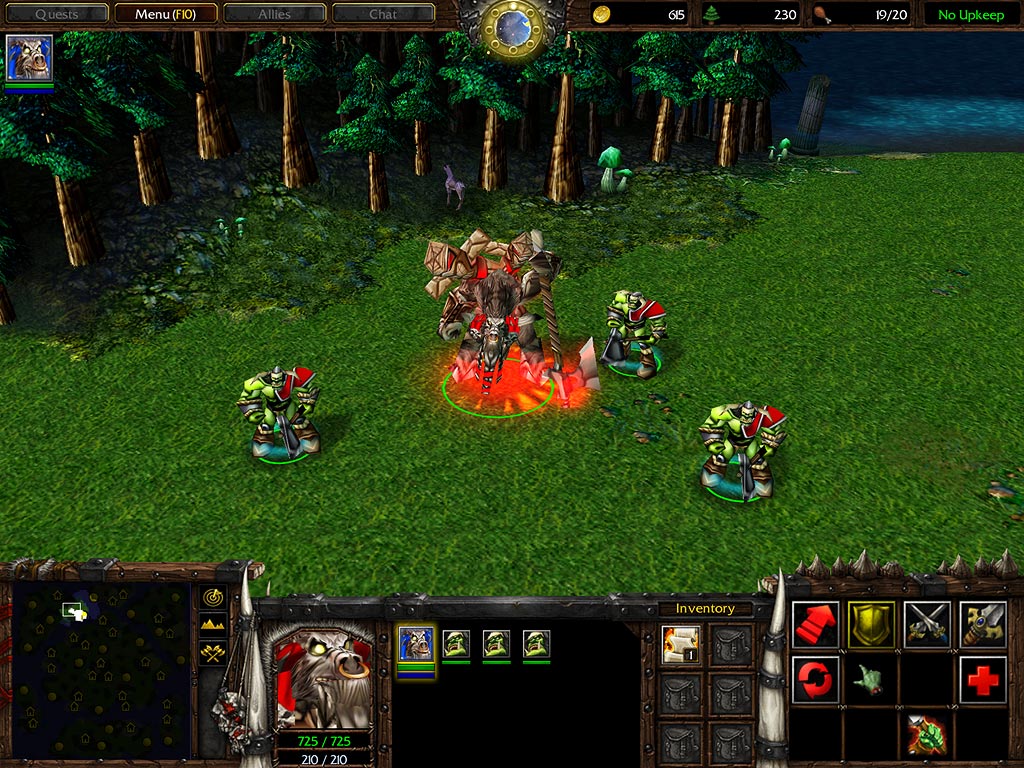 Quests
Menu (F10)
Allies
Chat
615
230
19/20
No Upkeep
Inventory
1
725 / 725
210 / 210